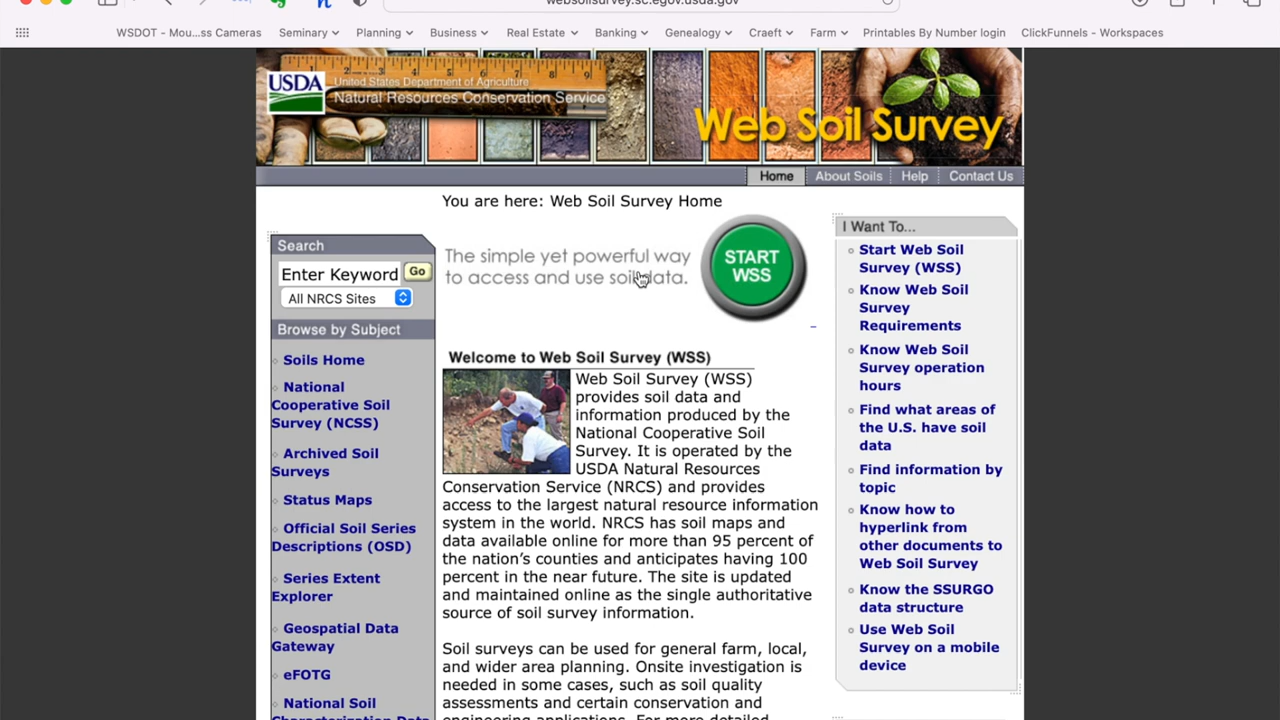 websoilsurvey.sc.egov.usda.gov
WSDOT - Mou...ss Cameras Seminary Planning Business Real Estate Banking Genealogy Craeft Farm Printables By Number login ClickFunnels - Workspaces
USDA
United States Department of Agriculture
Natural Resources Conservation Service
Web Soil Survey
Home About Soils Help Contact Us
You are here: Web Soil Survey Home
Search
Enter Keyword Go
All NRCS Sites
Browse by Subject
Soils Home
National
Cooperative Soil
Survey (NCSS)
Archived Soil
Surveys
Status Maps
Official Soil Series
Descriptions (OSD)
Series Extent
Explorer
Geospatial Data
Gateway
eFOTG
National Soil
Characterization Data
The simple yet powerful way
to access and use soil data.
START
WSS
Welcome to Web Soil Survey (WSS)
Web Soil Survey (WSS)
provides soil data and
information produced by the
National Cooperative Soil
Survey. It is operated by the
USDA Natural Resources
Conservation Service (NRCS) and provides
access to the largest natural resource information
system in the world. NRCS has soil maps and
data available online for more than 95 percent of
the nation's counties and anticipates having 100
percent in the near future. The site is updated
and maintained online as the single authoritative
source of soil survey information.
Soil surveys can be used for general farm, local,
and wider area planning. Onsite investigation is
needed in some cases, such as soil quality
assessments and certain conservation and
engineering applications. For more detailed
I Want To...
Start Web Soil
Survey (WSS)
Know Web Soil
Survey
Requirements
Know Web Soil
Survey operation
hours
Find what areas of
the U.S. have soil
data
Find information by
topic
Know how to
hyperlink from
other documents to
Web Soil Survey
Know the SSURGO
data structure
Use Web Soil
Survey on a mobile
device